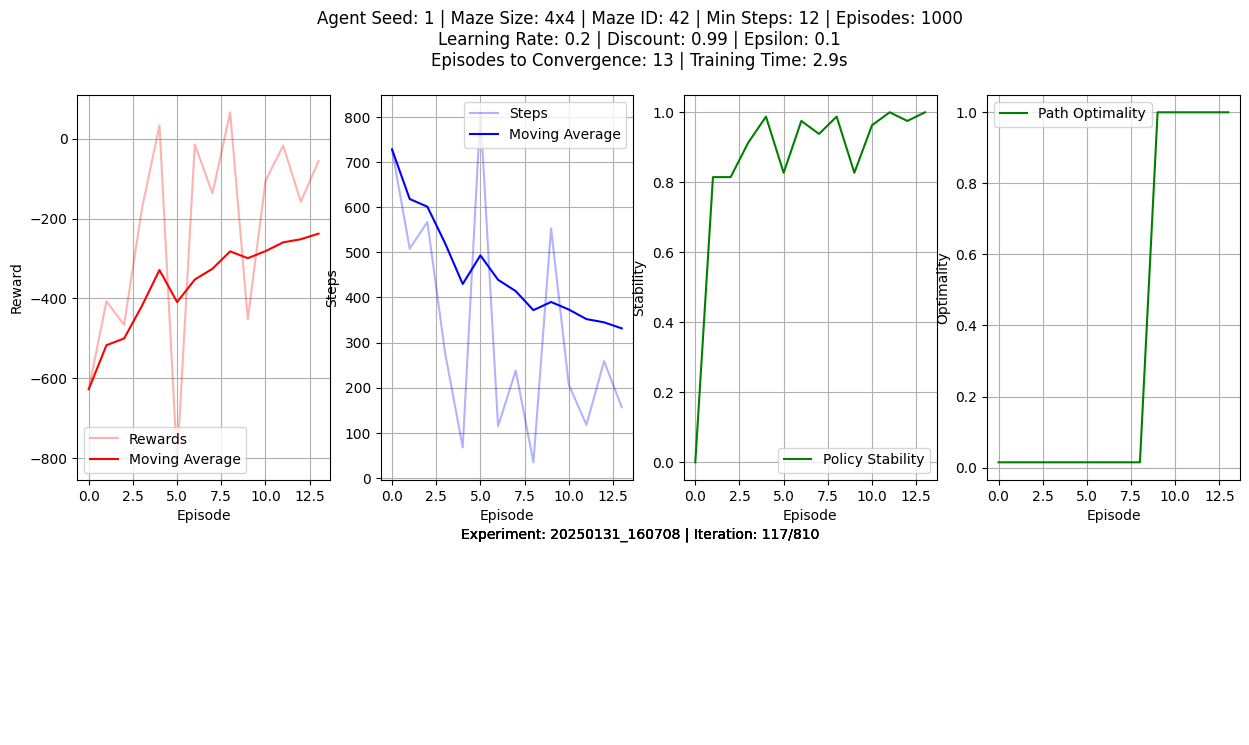 Agent Seed: 1 | Maze Size: 4x4 | Maze ID: 42 | Min Steps: 12 | Episodes: 1000
Learning Rate: 0.2 | Discount: 0.99 | Epsilon: 0.1
Episodes to Convergence: 13 | Training Time: 2.9s
Reward
0
−200
−400
−600
−800
Rewards
Moving Average
0.0 2.5 5.0 7.5 10.0 12.5
Episode
Steps
800
700
600
500
400
300
200
100
0
Steps
Moving Average
0.0 2.5 5.0 7.5 10.0 12.5
Episode
Stability
1.0
0.8
0.6
0.4
0.2
0.0
Policy Stability
0.0 2.5 5.0 7.5 10.0 12.5
Episode
Optimality
1.0
0.8
0.6
0.4
0.2
0.0
Path Optimality
0.0 2.5 5.0 7.5 10.0 12.5
Episode
Experiment: 20250131_160708 | Iteration: 117/810